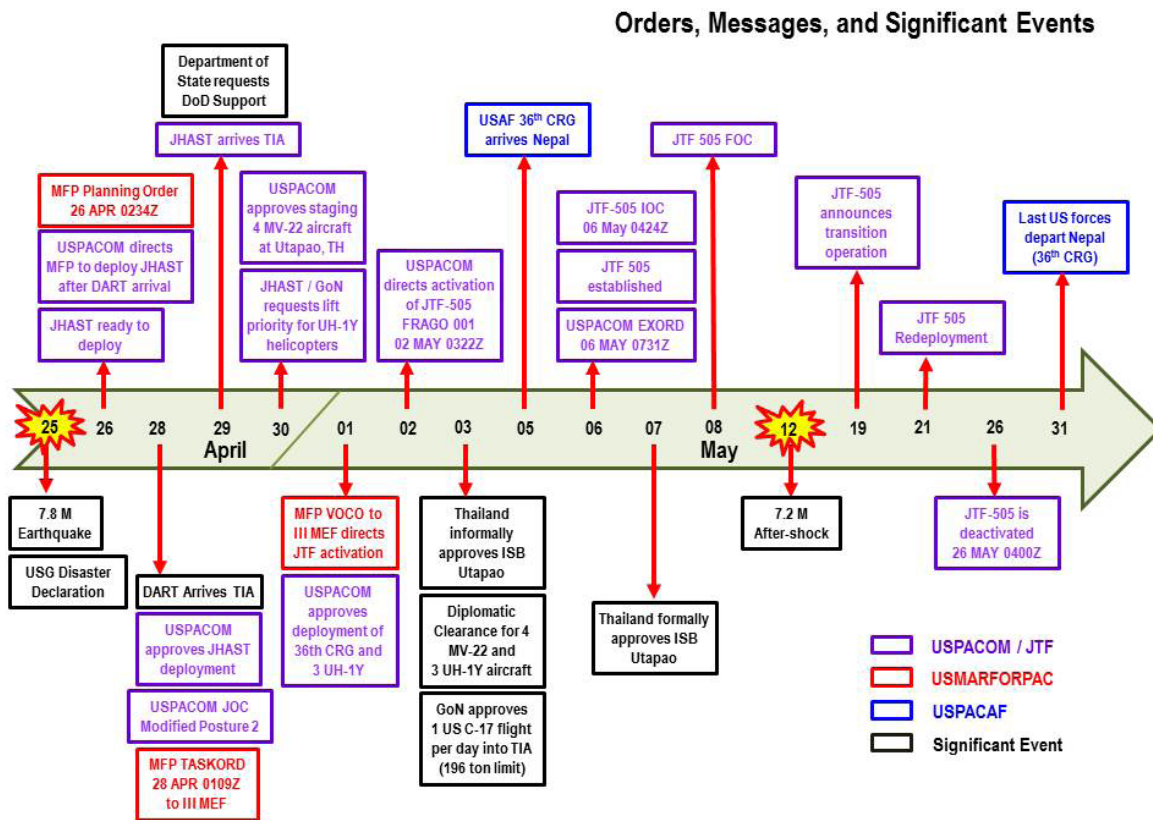 Orders, Messages, and Significant Events
Department of
State requests
DoD Support
JHAST arrives TIA
MFP Planning Order
26 APR 0234Z
USPACOM directs
MFP to deploy JHAST
after DART arrival
JHAST ready to
deploy
USPACOM
approves staging
4 MV-22 aircraft
at Utapao, TH
JHAST / GoN
requests lift
priority for UH-1Y
helicopters
USPACOM
directs activation
of JTF-505
FRAGO 001
02 MAY 0322Z
USAF 36th CRG
arrives Nepal
JTF-505 IOC
06 May 0424Z
JTF 505
established
USPACOM EXORD
06 MAY 0731Z
JTF 505 FOC
JTF-505
announces
transition
operation
JTF 505
Redeployment
Last US forces
depart Nepal
(36th CRG)
25
26
28
29
30
01
02
03
05
06
07
08
12
19
21
26
31
April
May
7.8 M
Earthquake
USG Disaster
Declaration
DART Arrives TIA
USPACOM
approves JHAST
deployment
USPACOM JOC
Modified Posture 2
MFP TASKORD
28 APR 0109Z
to III MEF
MFP VOCO to
III MEF directs
JTF activation
USPACOM
approves
deployment of
36th CRG and
3 UH-1Y
Thailand
informally
approves ISB
Utapao
Diplomatic
Clearance for 4
MV-22 and
3 UH-1Y aircraft
GoN approves
1 US C-17 flight
per day into TIA
(196 ton limit)
Thailand formally
approves ISB
Utapao
7.2 M
After-shock
JTF-505 is
deactivated
26 MAY 0400Z
USPACOM / JTF
USMARFORPAC
USPACAF
Significant Event